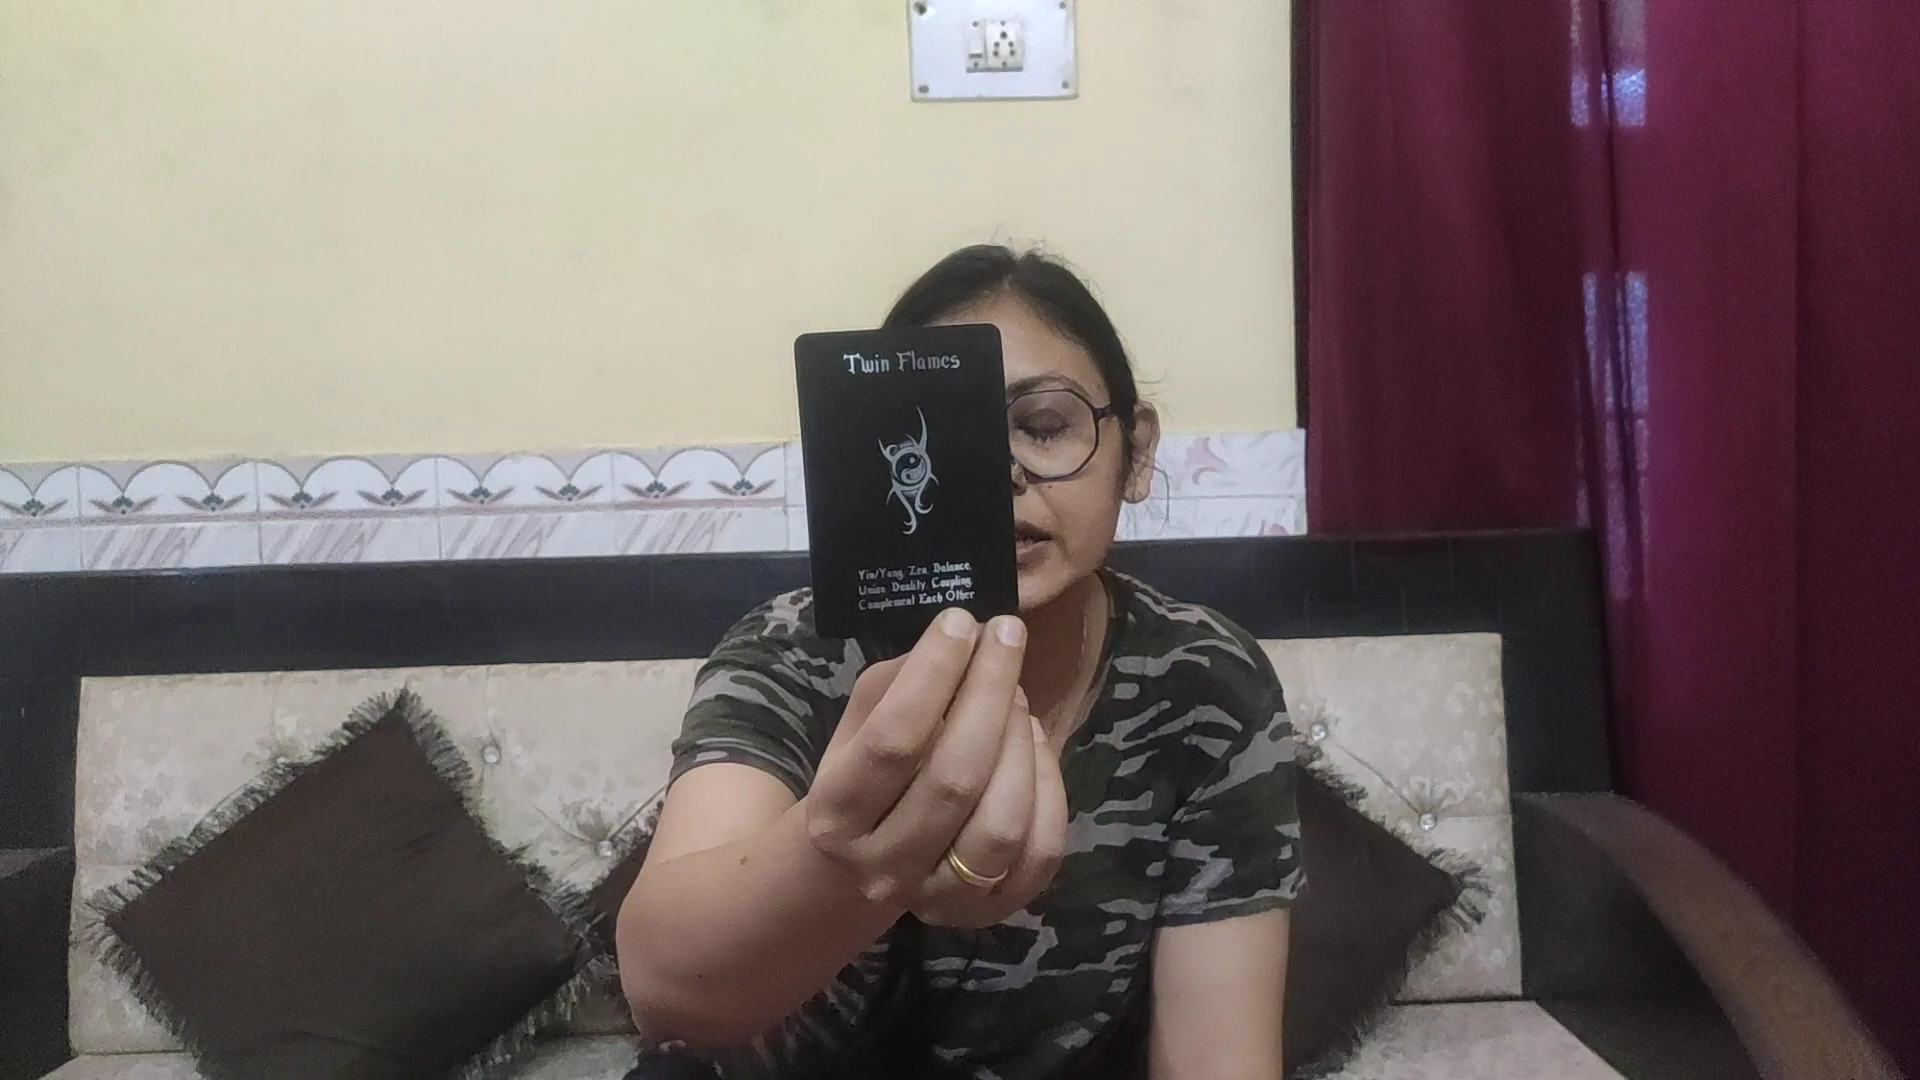 Twin Flames
Yin/Yang, Zen, Balance,
Union, Duality, Coupling,
Complement Each Other